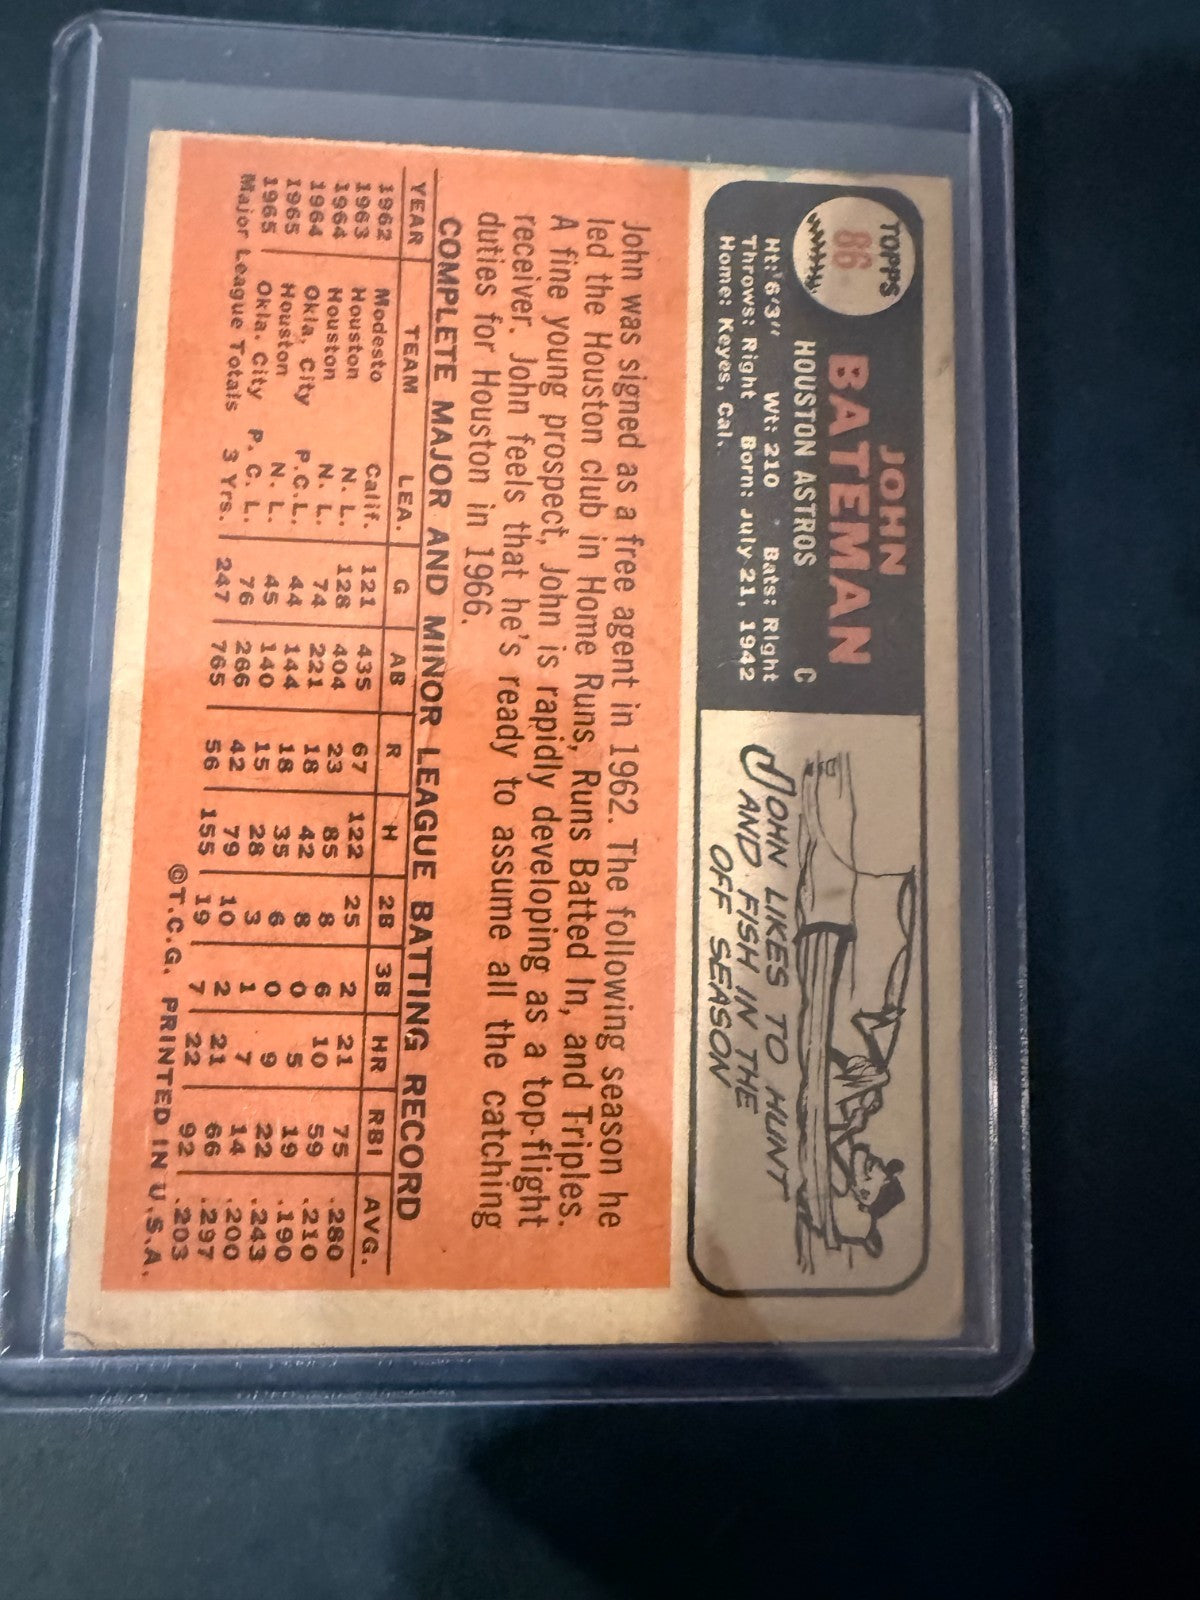 TOPPS
86
JOHN
BATEMAN
HOUSTON ASTROS C
Ht: 6'3" Wt: 210 Bats: Right
Throws: Right Born: July 21, 1942
Home: Keyes, Cal.
JOHN LIKES TO HUNT
AND FISH IN THE
OFF SEASON
John was signed as a free agent in 1962. The following season he
led the Houston club in Home Runs, Runs Batted In, and Triples.
A fine young prospect, John is rapidly developing as a top-flight
receiver. John feels that he's ready to assume all the catching
duties for Houston in 1966.
COMPLETE MAJOR AND MINOR LEAGUE BATTING RECORD
YEAR TEAM LEA. G AB R H 2B 3B HR RBI AVG.
1962 Modesto Calif. 121 435 67 122 25 2 21 75 .280
1963 Houston N. L. 128 404 23 85 8 6 10 59 .210
1964 Houston N. L. 74 221 18 42 8 0 5 19 .190
1964 Okla. City P.C.L. 44 144 18 35 6 0 9 22 .243
1965 Houston N. L. 45 140 15 28 3 1 7 14 .200
1965 Okla. City P. C. L. 76 266 42 79 10 2 21 66 .297
Major League Totals 3 Yrs. 247 765 56 155 19 7 22 92 .203
©T.C.G. PRINTED IN U.S.A.